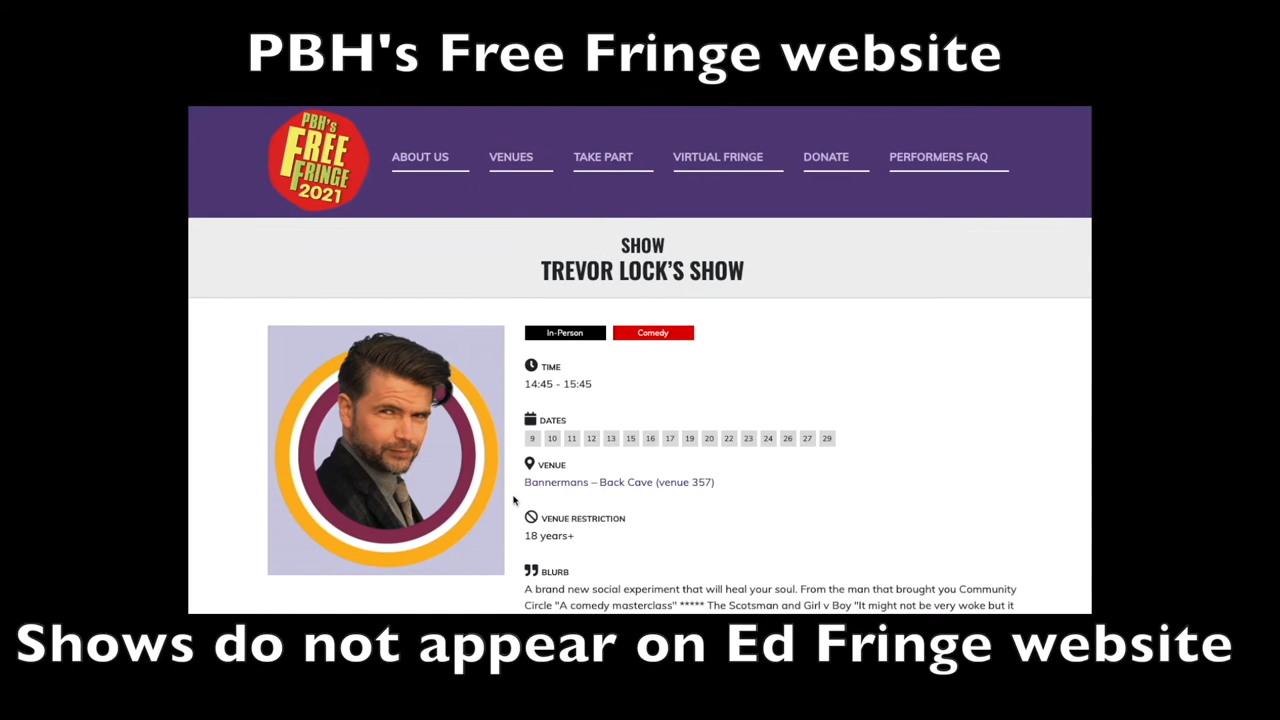 PBH's Free Fringe website
PBH's
FREE
FRINGE
2021
ABOUT US VENUES TAKE PART VIRTUAL FRINGE DONATE PERFORMERS FAQ
SHOW
TREVOR LOCK’S SHOW
In-Person Comedy
TIME
14:45 - 15:45
DATES
9 10 11 12 13 15 16 17 19 20 22 23 24 26 27 29
VENUE
Bannermans – Back Cave (venue 357)
VENUE RESTRICTION
18 years+
BLURB
A brand new social experiment that will heal your soul. From the man that brought you Community
Circle "A comedy masterclass" ***** The Scotsman and Girl v Boy "It might not be very woke but it
Shows do not appear on Ed Fringe website